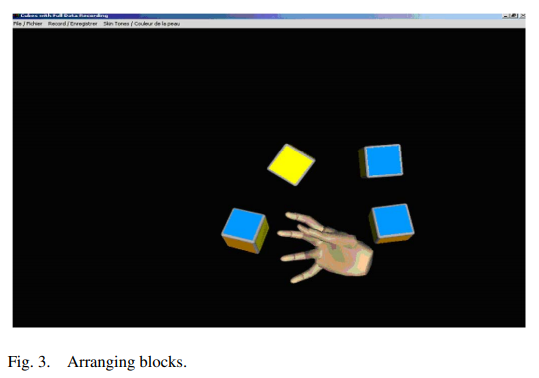 Cubes with Full Data Recording
File / Fichier Record / Enregistrer Skin Tones / Couleur de la peau
Fig. 3. Arranging blocks.